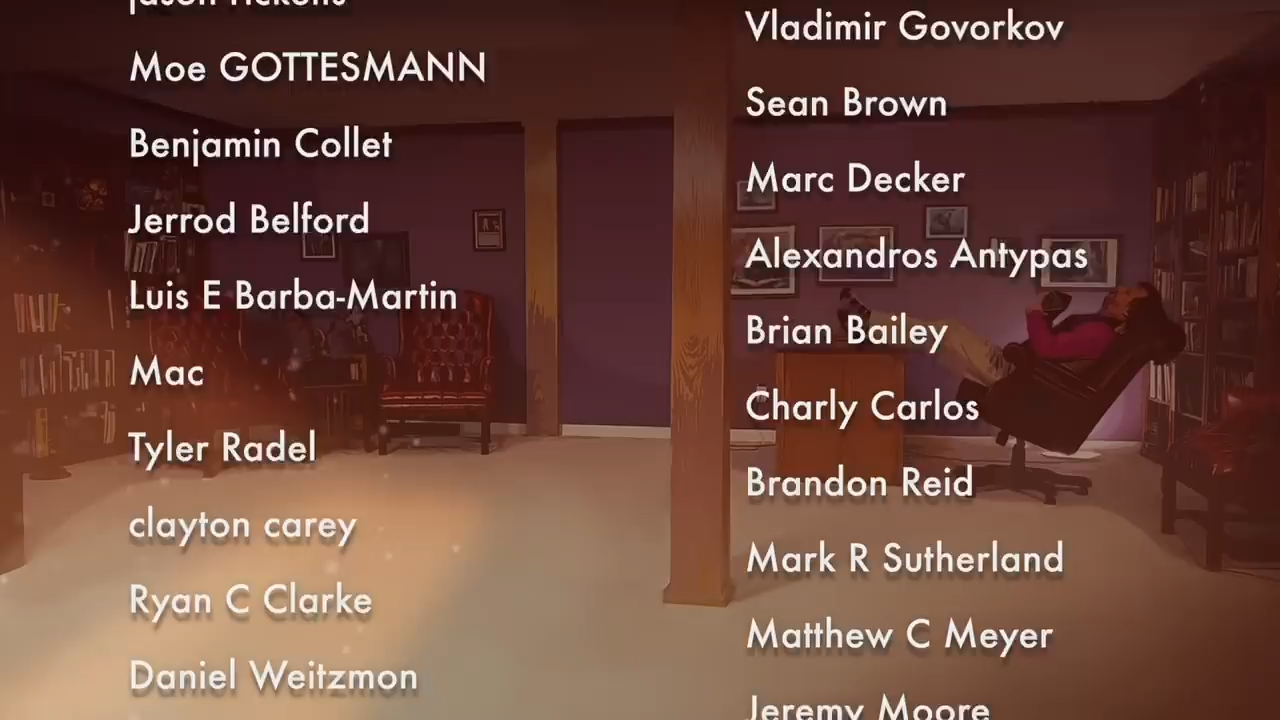 Moe GOTTESMANN
Benjamin Collet
Jerrod Belford
Luis E Barba-Martin
Mac
Tyler Radel
clayton carey
Ryan C Clarke
Daniel Weitzmon
Vladimir Govorkov
Sean Brown
Marc Decker
Alexandros Antypas
Brian Bailey
Charly Carlos
Brandon Reid
Mark R Sutherland
Matthew C Meyer
Jeremy Moore